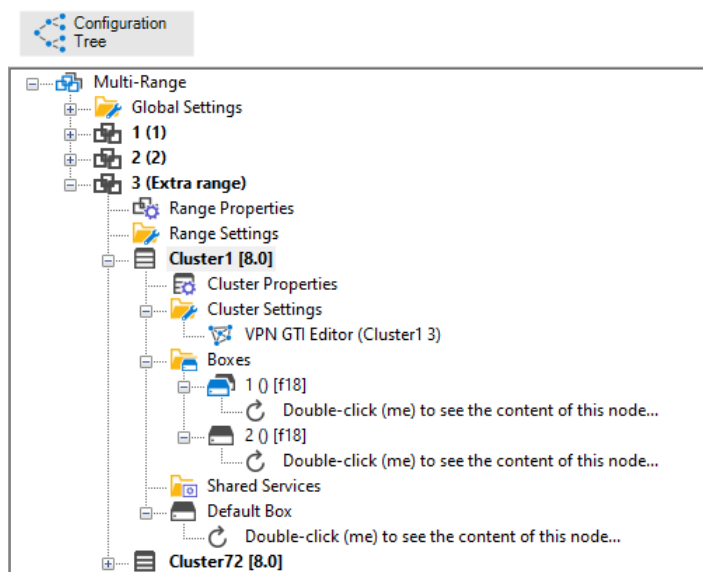 Configuration
Tree
Multi-Range
Global Settings
1 (1)
2 (2)
3 (Extra range)
Range Properties
Range Settings
Cluster1 [8.0]
Cluster Properties
Cluster Settings
VPN GTI Editor (Cluster1 3)
Boxes
1 () [f18]
Double-click (me) to see the content of this node...
2 () [f18]
Double-click (me) to see the content of this node...
Shared Services
Default Box
Double-click (me) to see the content of this node...
Cluster72 [8.0]